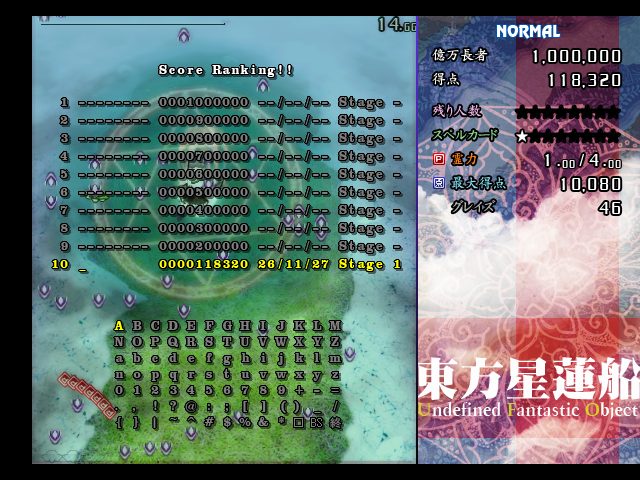 14.66
Score Ranking!!
1 -------- 0001000000 --/--/-- Stage -
2 -------- 0000900000 --/--/-- Stage -
3 -------- 0000800000 --/--/-- Stage -
4 -------- 0000700000 --/--/-- Stage -
5 -------- 0000600000 --/--/-- Stage -
6 -------- 0000500000 --/--/-- Stage -
7 -------- 0000400000 --/--/-- Stage -
8 -------- 0000300000 --/--/-- Stage -
9 -------- 0000200000 --/--/-- Stage -
10 _ 0000118320 26/11/27 Stage 1
A B C D E F G H I J K L M
N O P Q R S T U V W X Y Z
a b c d e f g h i j k l m
n o p q r s t u v w x y z
0 1 2 3 4 5 6 7 8 9 + - =
. , ! ? @ : ; [ ] ( ) _ /
{ } | ~ ^ # $ % & * □ BS 終
NORMAL
億万長者 1,000,000
得点 118,320
残り人数
スペルカード
P 霊力 1.00/4.00
点 最大得点 10,080
グレイズ 46
東方星蓮船
Undefined Fantastic Object